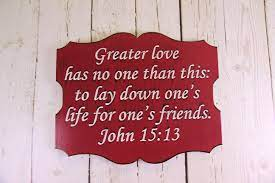 Greater love
has no one than this:
to lay down one's
life for one's friends.
John 15:13